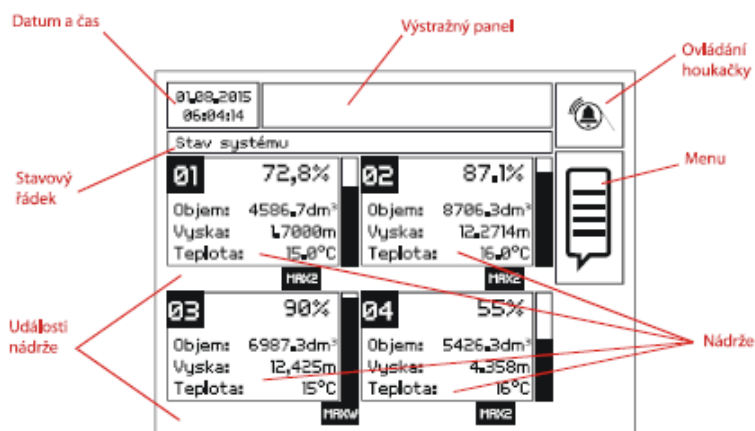 Datum a čas
Výstražný panel
Ovládání
houkačky
01.08.2015
06:04:14
Stav systému
Stavový
řádek
Menu
01 72,8%
Objem: 4586.7dm³
Vyska: 1.7000m
Teplota: 15.0°C
MAX2
02 87.1%
Objem: 8706.3dm³
Vyska: 12.2714m
Teplota: 16.0°C
MAX2
Události
nádrže
03 90%
Objem: 6987.3dm³
Vyska: 12,425m
Teplota: 15°C
MAXW
04 55%
Objem: 5426.3dm³
Vyska: 4.358m
Teplota: 16°C
MAX2
Nádrže